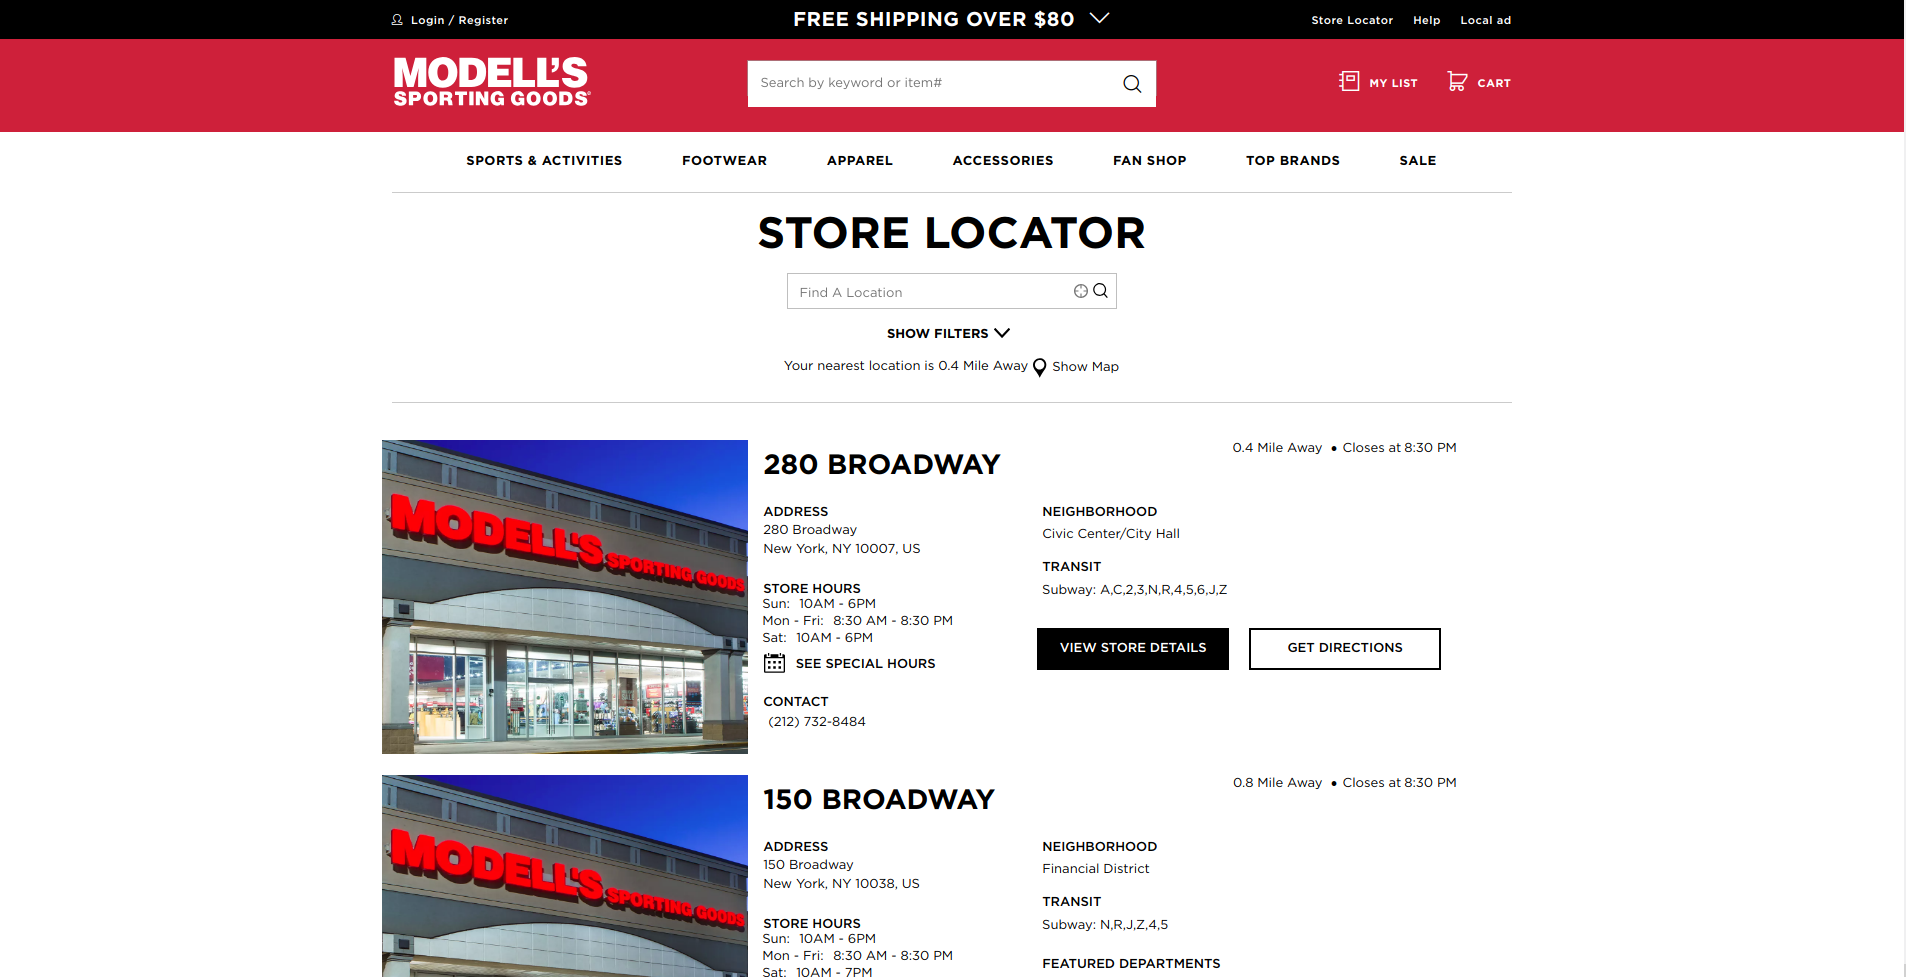 Login / Register
FREE SHIPPING OVER $80
Store Locator Help Local ad
MODELL'S
SPORTING GOODS
Search by keyword or item#
MY LIST CART
SPORTS & ACTIVITIES FOOTWEAR APPAREL ACCESSORIES FAN SHOP TOP BRANDS SALE
STORE LOCATOR
Find A Location
SHOW FILTERS
Your nearest location is 0.4 Mile Away Show Map
MODELL'S SPORTING GOODS
280 BROADWAY
0.4 Mile Away • Closes at 8:30 PM
ADDRESS
280 Broadway
New York, NY 10007, US
STORE HOURS
Sun: 10AM - 6PM
Mon - Fri: 8:30 AM - 8:30 PM
Sat: 10AM - 6PM
SEE SPECIAL HOURS
CONTACT
(212) 732-8484
NEIGHBORHOOD
Civic Center/City Hall
TRANSIT
Subway: A,C,2,3,N,R,4,5,6,J,Z
VIEW STORE DETAILS GET DIRECTIONS
MODELL'S SPORTING GOODS
150 BROADWAY
0.8 Mile Away • Closes at 8:30 PM
ADDRESS
150 Broadway
New York, NY 10038, US
STORE HOURS
Sun: 10AM - 6PM
Mon - Fri: 8:30 AM - 8:30 PM
Sat: 10AM - 7PM
NEIGHBORHOOD
Financial District
TRANSIT
Subway: N,R,J,Z,4,5
FEATURED DEPARTMENTS